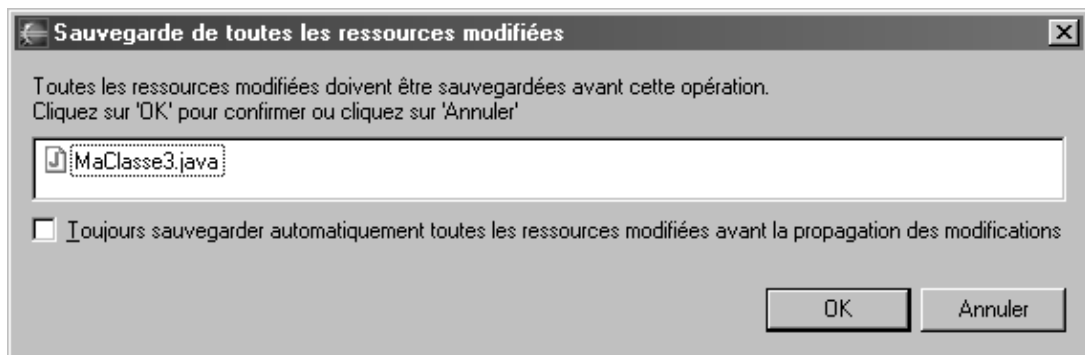 Sauvegarde de toutes les ressources modifiées
Toutes les ressources modifiées doivent être sauvegardées avant cette opération.
Cliquez sur 'OK' pour confirmer ou cliquez sur 'Annuler'
MaClasse3.java
Toujours sauvegarder automatiquement toutes les ressources modifiées avant la propagation des modifications
OK Annuler